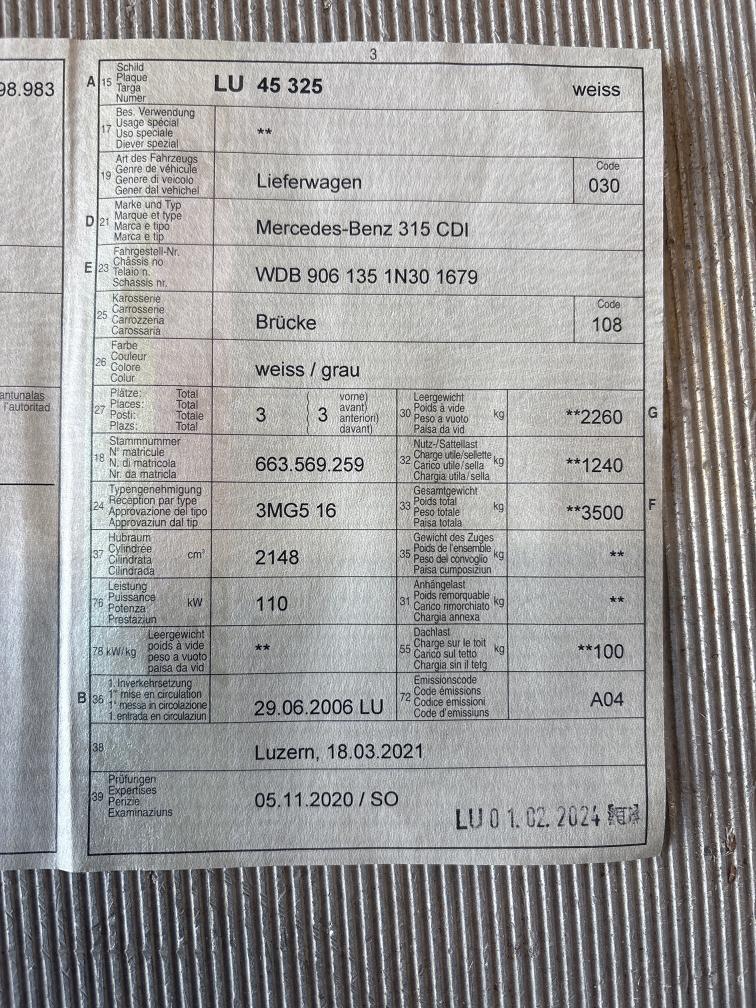 3
98.983
A 15 Schild
Plaque
Targa
Numer
LU 45 325 weiss
17 Bes. Verwendung
Usage spécial
Uso speciale
Diever spezial
**
19 Art des Fahrzeugs
Genre de véhicule
Genere di veicolo
Gener dal vehichel
Lieferwagen
Code
030
D 21 Marke und Typ
Marque et type
Marca e tipo
Marca e tip
Mercedes-Benz 315 CDI
E 23 Fahrgestell-Nr.
Châssis no
Telaio n.
Schassis nr.
WDB 906 135 1N30 1679
25 Karosserie
Carrosserie
Carrozzeria
Carossaria
Brücke
Code
108
26 Farbe
Couleur
Colore
Colur
weiss / grau
antunalas
l'autoritad
27 Plätze: Total
Places: Total
Posti: Totale
Plazs: Total
3 3 vorne)
avant)
anteriori)
davant)
30 Leergewicht
Poids à vide
Peso a vuoto
Paisa da vid
kg
**2260 G
18 Stammnummer
N° matricule
N. di matricola
Nr. da matricla
663.569.259
32 Nutz-/Sattellast
Charge utile/sellette
Carico utile/sella
Chargia utila/sella
kg
**1240
24 Typengenehmigung
Réception par type
Approvazione del tipo
Approvaziun dal tip
3MG5 16
33 Gesamtgewicht
Poids total
Peso totale
Paisa totala
kg
**3500 F
37 Hubraum
Cylindrée
Cilindrata
Cilindrada
cm³
2148
35 Gewicht des Zuges
Poids de l'ensemble
Peso del convoglio
Paisa cumposiziun
kg
**
76 Leistung
Puissance
Potenza
Prestaziun
kW
110
31 Anhängelast
Poids remorquable
Carico rimorchiato
Chargia annexa
kg
**
78 kW/kg Leergewicht
poids à vide
peso a vuoto
paisa da vid
**
55 Dachlast
Charge sur le toit
Carico sul tetto
Chargia sin il tetg
kg
**100
B 36 1. Inverkehrsetzung
1re mise en circulation
1a messa in circolazione
1. entrada en circulaziun
29.06.2006 LU
72 Emissionscode
Code émissions
Codice emissioni
Code d'emissiuns
A04
38 Luzern, 18.03.2021
39 Prüfungen
Expertises
Perizie
Examinaziuns
05.11.2020 / SO
LU 0 1. 02. 2024